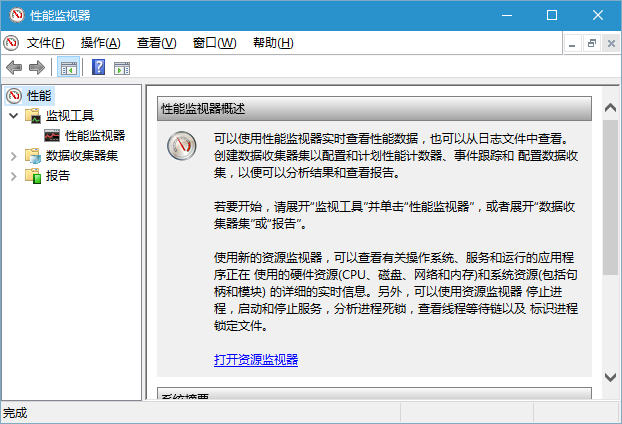 性能监视器
文件(F) 操作(A) 查看(V) 窗口(W) 帮助(H)
性能
监视工具
性能监视器
数据收集器集
报告
性能监视器概述
可以使用性能监视器实时查看性能数据，也可以从日志文件中查看。
创建数据收集器集以配置和计划性能计数器、事件跟踪和 配置数据收
集，以便可以分析结果和查看报告。
若要开始，请展开“监视工具”并单击“性能监视器”，或者展开“数据收
集器集”或“报告”。
使用新的资源监视器，可以查看有关操作系统、服务和运行的应用程
序正在 使用的硬件资源(CPU、磁盘、网络和内存)和系统资源(包括句
柄和模块) 的详细的实时信息。另外，可以使用资源监视器 停止进
程，启动和停止服务，分析进程死锁，查看线程等待链以及 标识进程
锁定文件。
打开资源监视器
系统摘要
完成